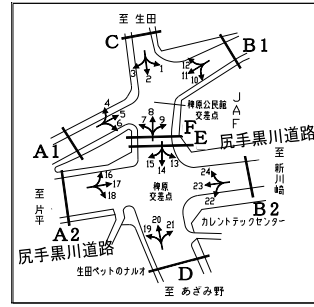 至 生田
C
B1
1
2
3
12
11
10
4
5
6
7
8
9
稗原公民館
交差点
JAF
F
E
尻手黒川道路
A1
15
14
13
至 新川崎
16
17
18
稗原
交差点
24
23
22
至 片平
B2
A2
カレントテックセンター
尻手黒川道路
19
20
21
生田ペットのナルオ
D
至 あざみ野